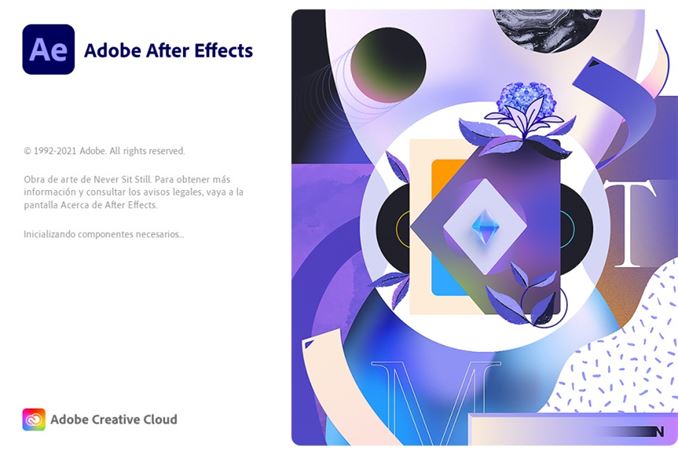 Ae Adobe After Effects
© 1992-2021 Adobe. All rights reserved.
Obra de arte de Never Sit Still. Para obtener más
información y consultar los avisos legales, vaya a la
pantalla Acerca de After Effects.
Inicializando componentes necesarios...
Adobe Creative Cloud
T
M
N